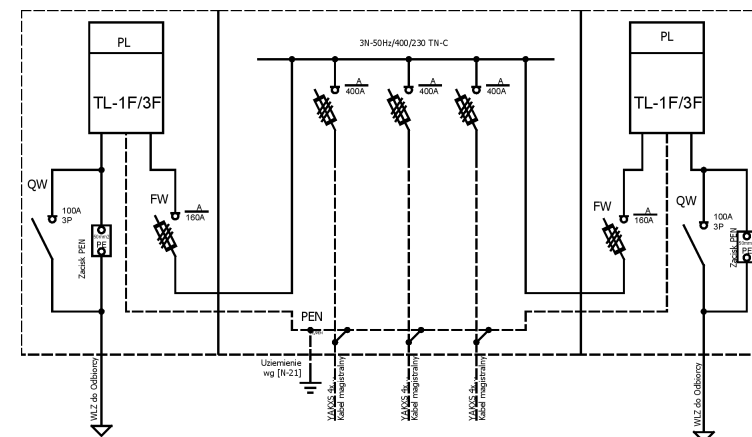 3N-50Hz/400/230 TN-C
PL
TL-1F/3F
QW
100A
3P
Zacisk PEN
PE
FW
A
160A
A
400A
A
400A
A
400A
PL
TL-1F/3F
FW
A
160A
QW
100A
3P
Zacisk PEN
PE
PEN
Uziemienie
wg [N-21]
YAKXS 4x
Kabel magistralny
YAKXS 4x
Kabel magistralny
YAKXS 4x
Kabel magistralny
WLZ do Odbiorcy
WLZ do Odbiorcy